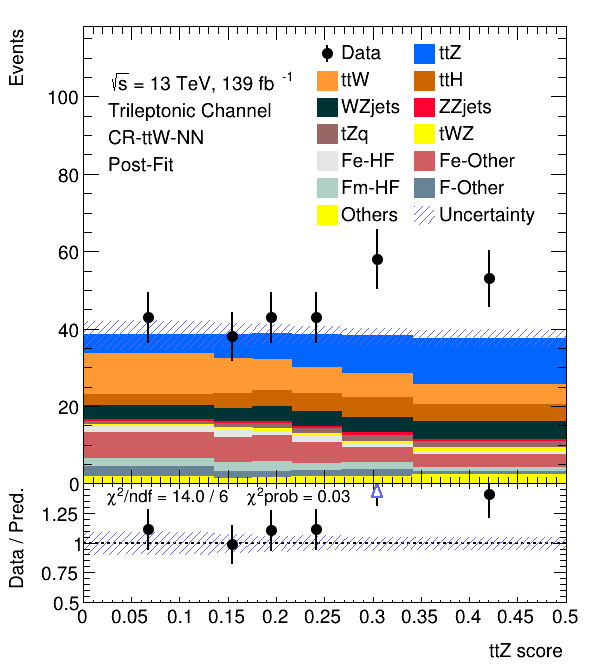 Events
√s = 13 TeV, 139 fb⁻¹
Trileptonic Channel
CR-ttW-NN
Post-Fit
Data ttZ
ttW ttH
WZjets ZZjets
tZq tWZ
Fe-HF Fe-Other
Fm-HF F-Other
Others Uncertainty
100
80
60
40
20
0
χ²/ndf = 14.0 / 6 χ²prob = 0.03
Data / Pred.
1.25
1
0.75
0.5
0 0.05 0.1 0.15 0.2 0.25 0.3 0.35 0.4 0.45 0.5
ttZ score